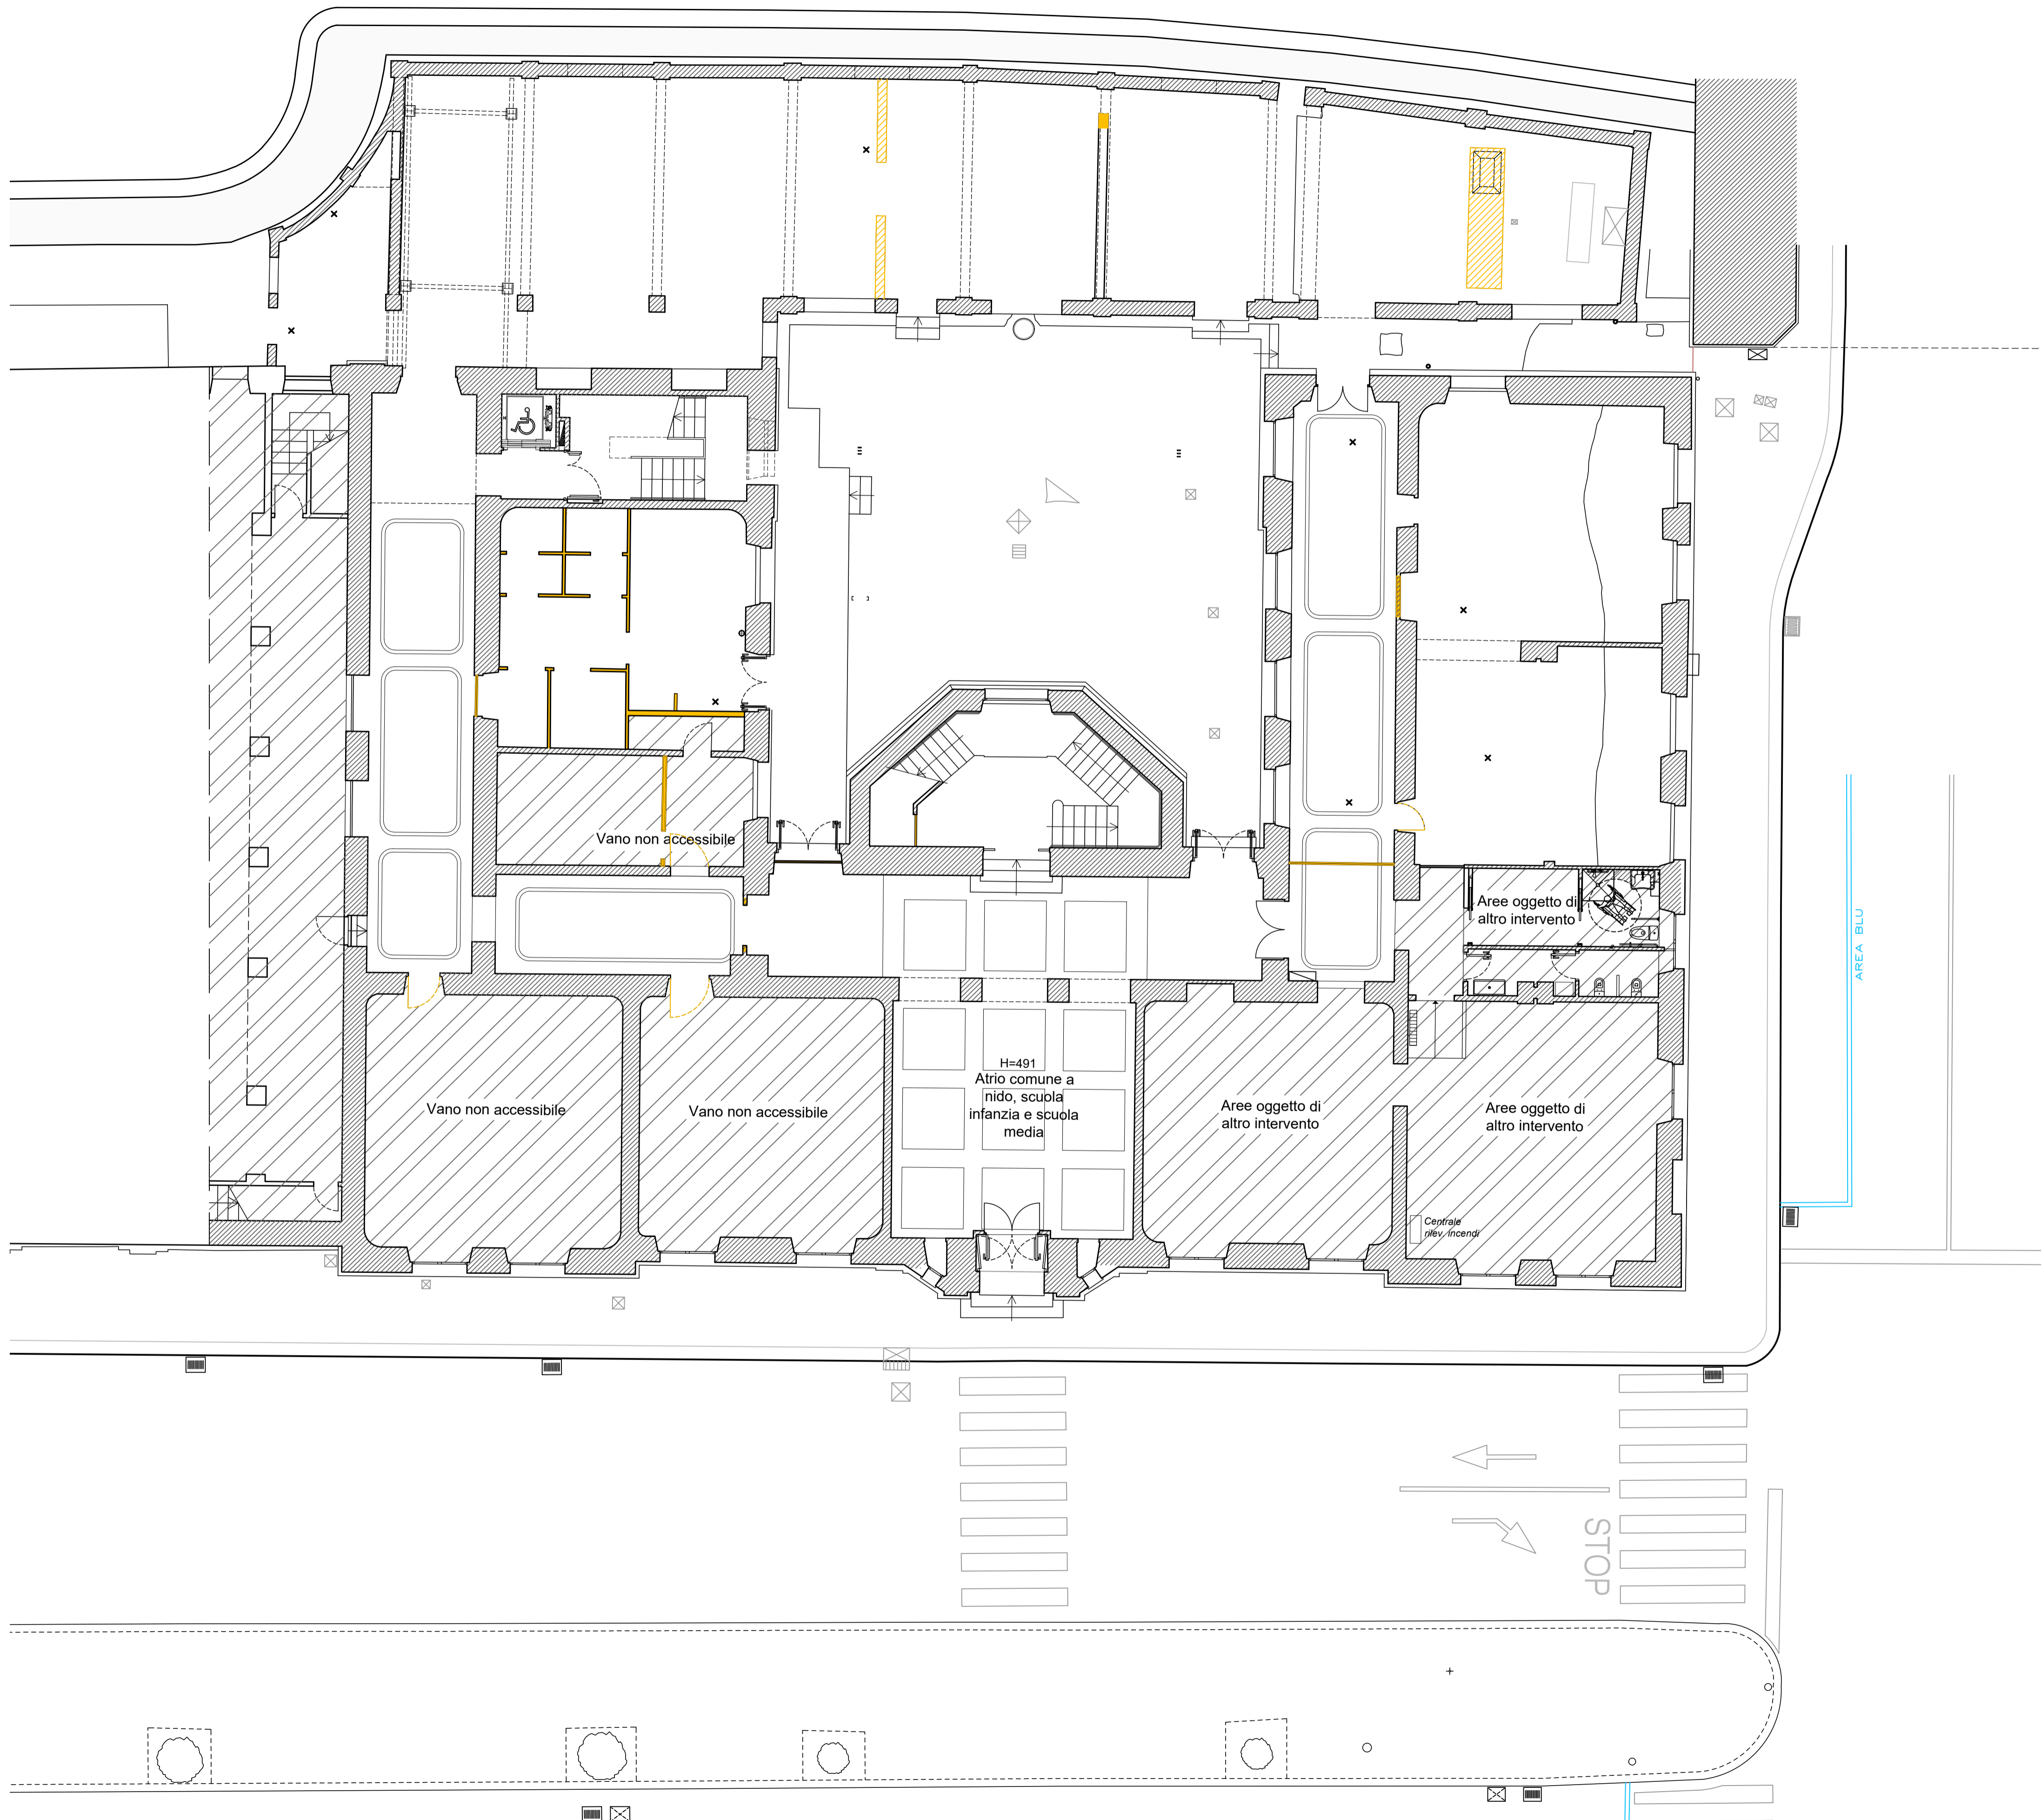 Vano non accessibile
Aree oggetto di
altro intervento
AREA BLU
H=491
Atrio comune a
nido, scuola
infanzia e scuola
media
Vano non accessibile
Vano non accessibile
Aree oggetto di
altro intervento
Aree oggetto di
altro intervento
Centrale
rilev. incendi
STOP